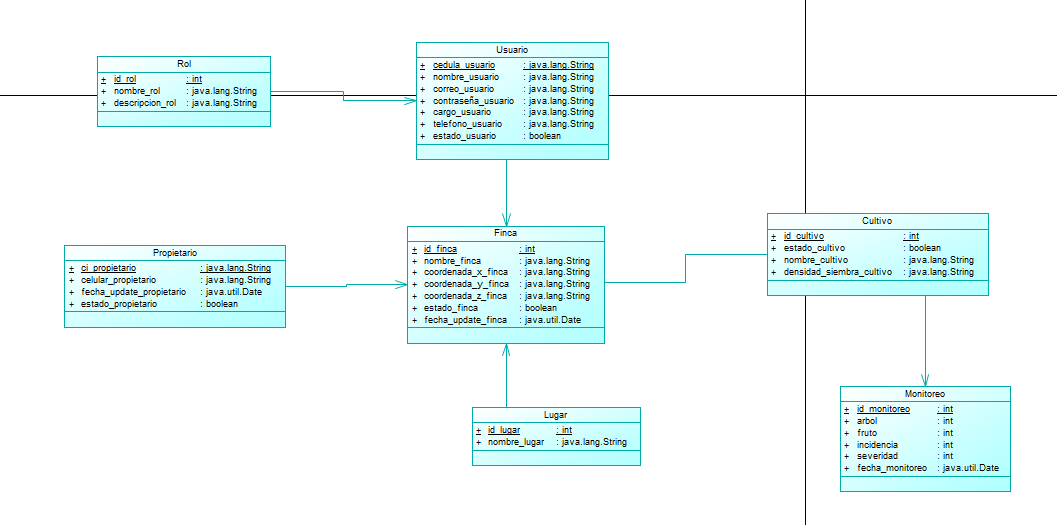 Rol
+ id_rol : int
+ nombre_rol : java.lang.String
+ descripcion_rol : java.lang.String
Usuario
+ cedula_usuario : java.lang.String
+ nombre_usuario : java.lang.String
+ correo_usuario : java.lang.String
+ contraseña_usuario : java.lang.String
+ cargo_usuario : java.lang.String
+ telefono_usuario : java.lang.String
+ estado_usuario : boolean
Propietario
+ ci_propietario : java.lang.String
+ celular_propietario : java.lang.String
+ fecha_update_propietario : java.util.Date
+ estado_propietario : boolean
Finca
+ id_finca : int
+ nombre_finca : java.lang.String
+ coordenada_x_finca : java.lang.String
+ coordenada_y_finca : java.lang.String
+ coordenada_z_finca : java.lang.String
+ estado_finca : boolean
+ fecha_update_finca : java.util.Date
Cultivo
+ id_cultivo : int
+ estado_cultivo : boolean
+ nombre_cultivo : java.lang.String
+ densidad_siembra_cultivo : java.lang.String
Lugar
+ id_lugar : int
+ nombre_lugar : java.lang.String
Monitoreo
+ id_monitoreo : int
+ arbol : int
+ fruto : int
+ incidencia : int
+ severidad : int
+ fecha_monitoreo : java.util.Date